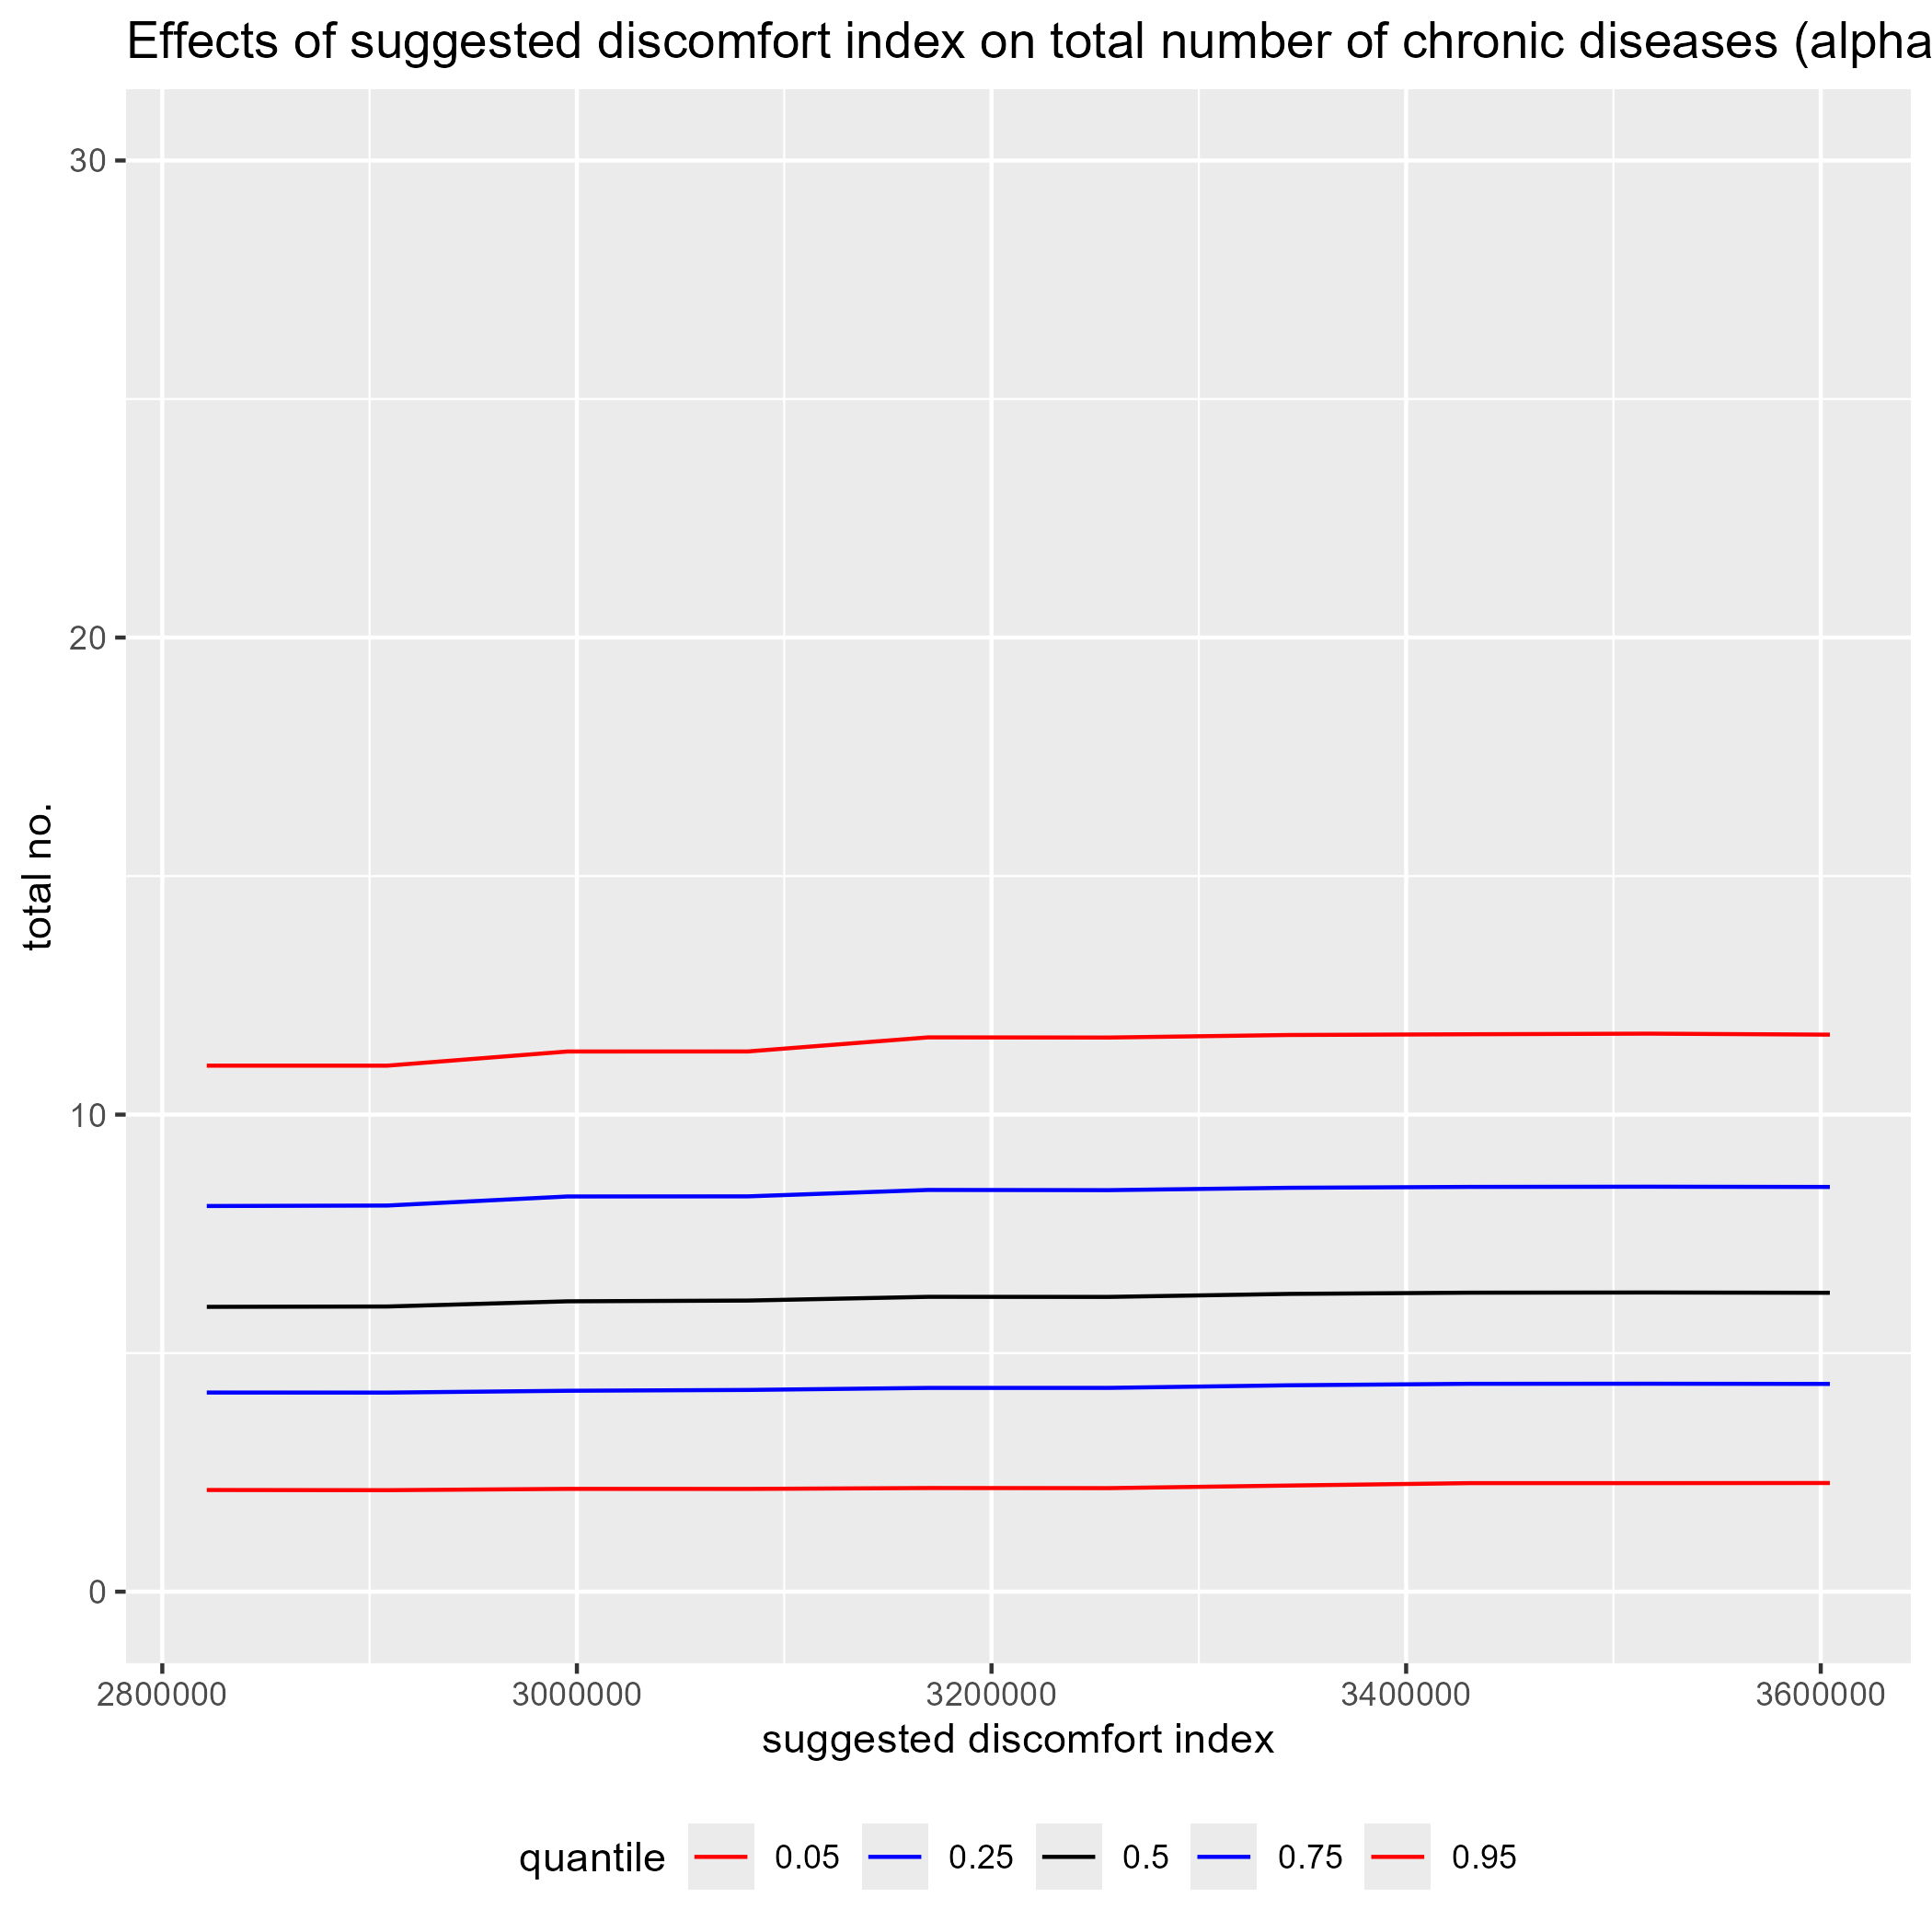 Effects of suggested discomfort index on total number of chronic diseases (alpha
30
20
10
0
total no.
2800000 3000000 3200000 3400000 3600000
suggested discomfort index
quantile 0.05 0.25 0.5 0.75 0.95